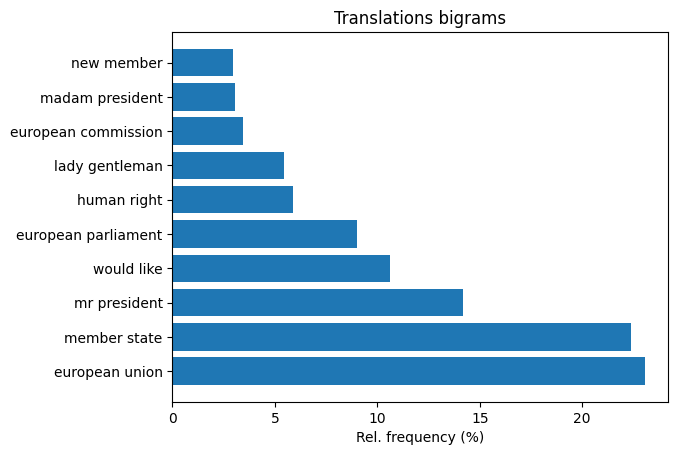 Translations bigrams
new member
madam president
european commission
lady gentleman
human right
european parliament
would like
mr president
member state
european union
0 5 10 15 20
Rel. frequency (%)